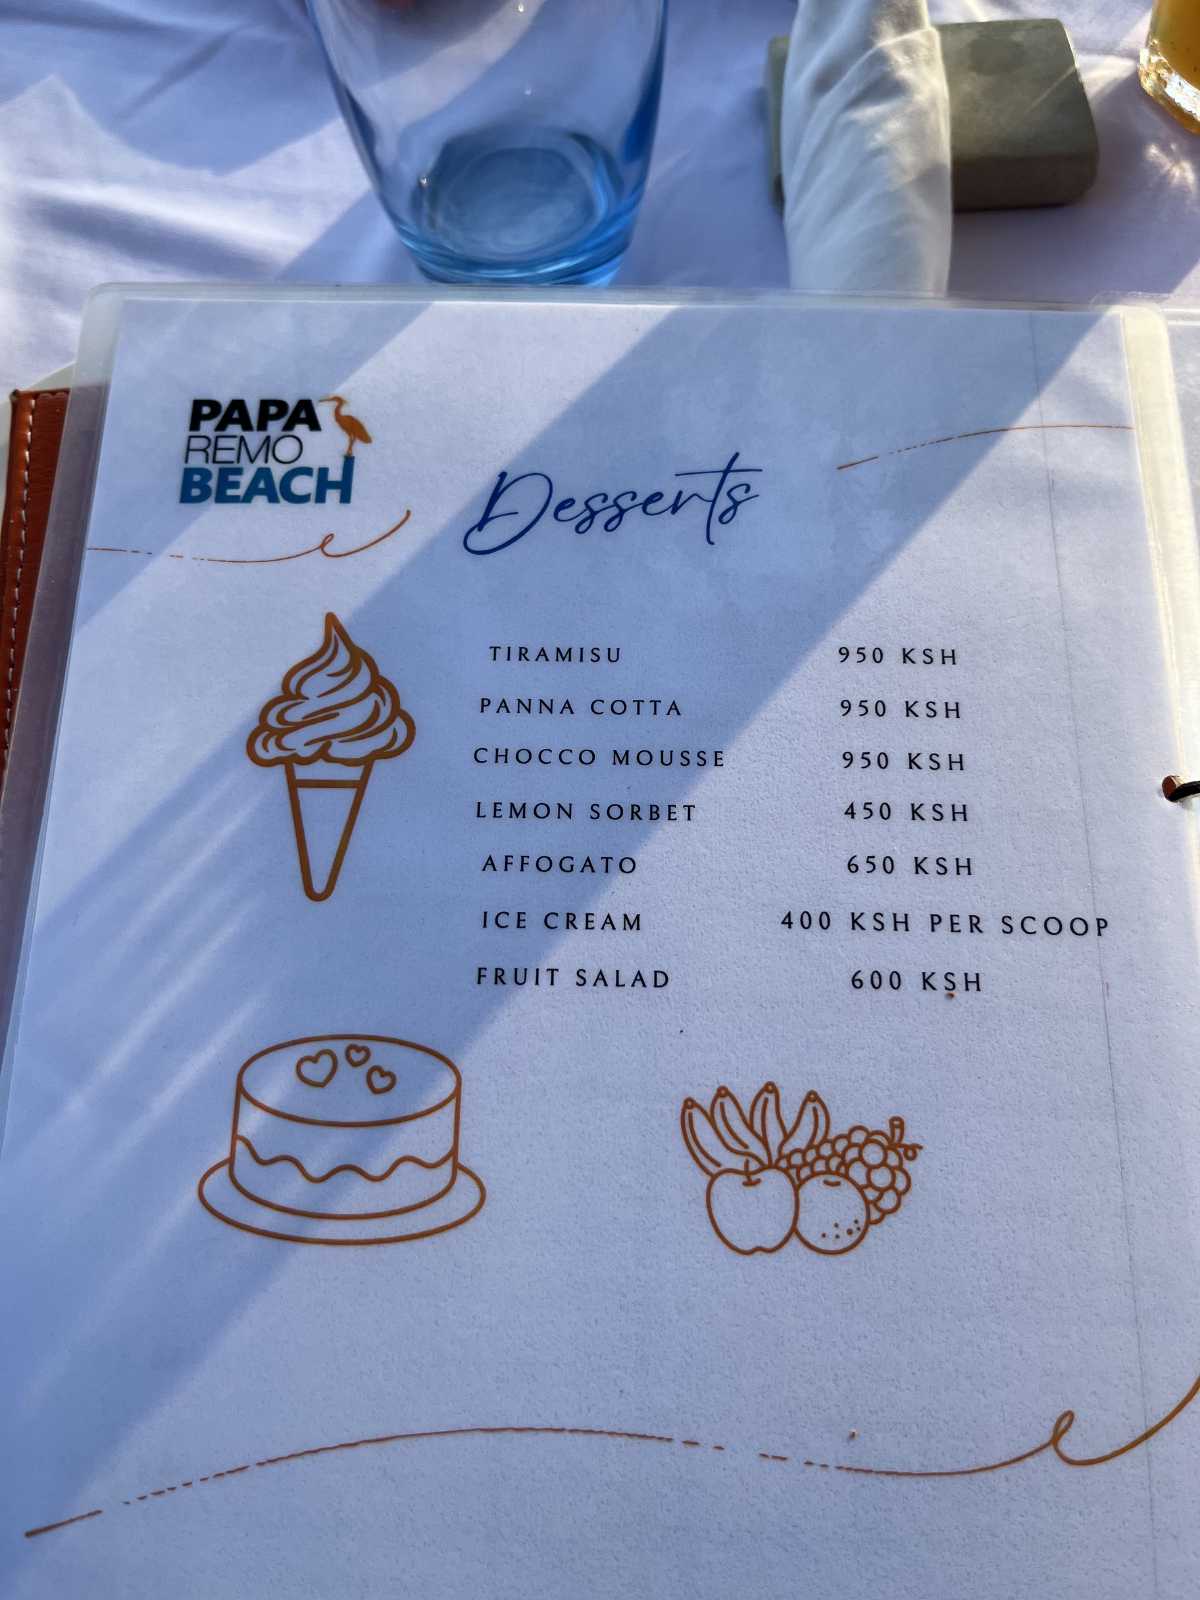 PAPA
REMO
BEACH
Desserts
TIRAMISU 950 KSH
PANNA COTTA 950 KSH
CHOCCO MOUSSE 950 KSH
LEMON SORBET 450 KSH
AFFOGATO 650 KSH
ICE CREAM 400 KSH PER SCOOP
FRUIT SALAD 600 KSH